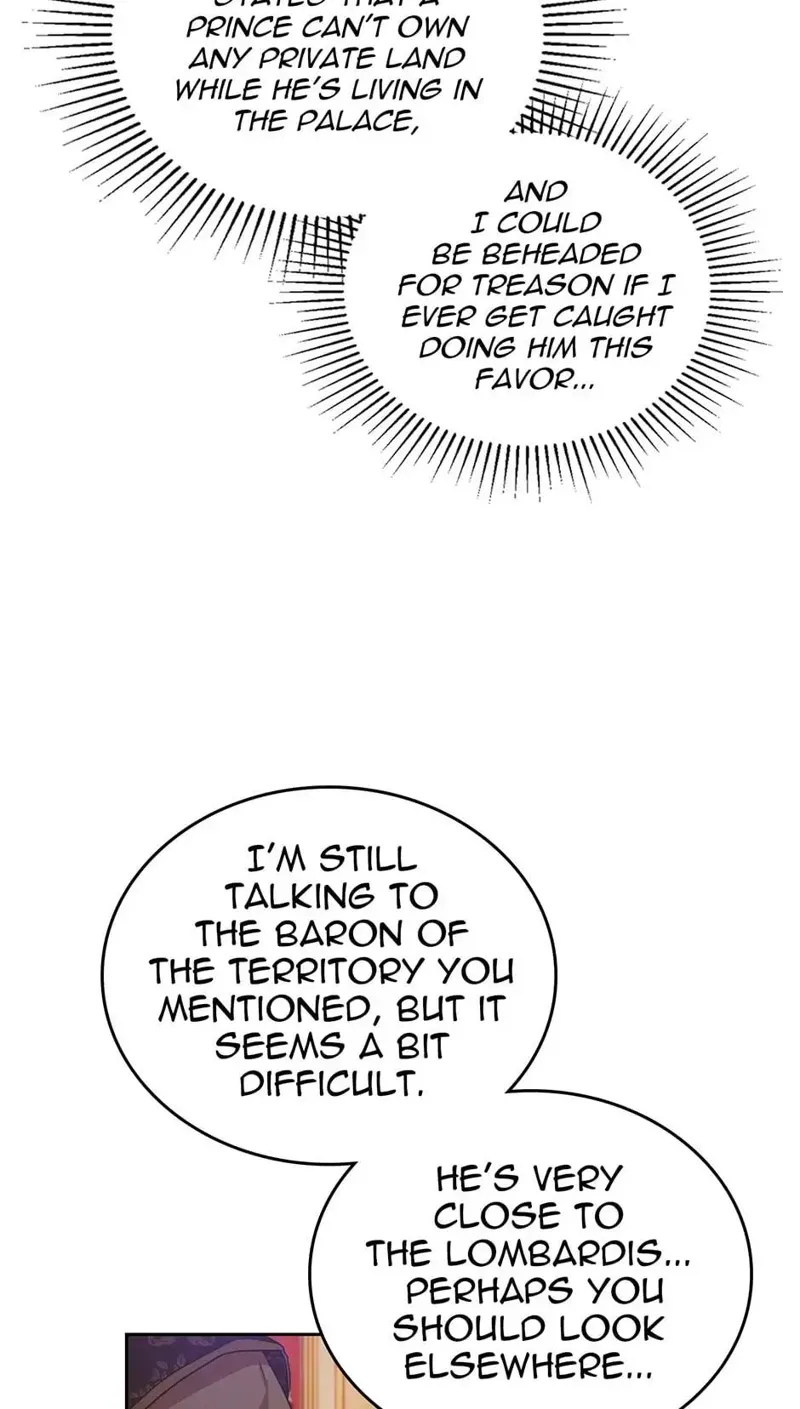 STATES THAT A
PRINCE CAN'T OWN
ANY PRIVATE LAND
WHILE HE'S LIVING IN
THE PALACE,
AND
I COULD
BE BEHEADED
FOR TREASON IF I
EVER GET CAUGHT
DOING HIM THIS
FAVOR...
I'M STILL
TALKING TO
THE BARON OF
THE TERRITORY YOU
MENTIONED, BUT IT
SEEMS A BIT
DIFFICULT.
HE'S VERY
CLOSE TO
THE LOMBARDIS...
PERHAPS YOU
SHOULD LOOK
ELSEWHERE...